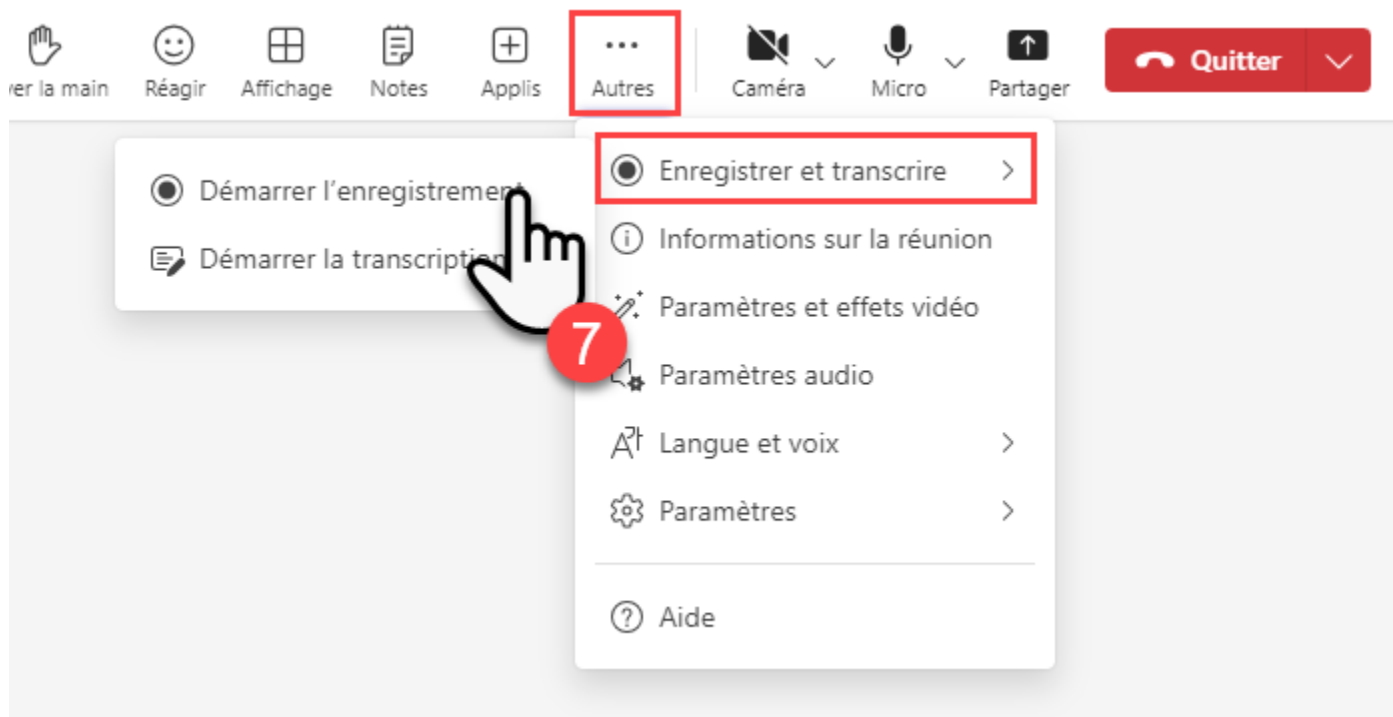 ver la main
Réagir
Affichage
Notes
Applis
Autres
Caméra
Micro
Partager
Quitter
Démarrer l'enregistrement
Démarrer la transcription
7
Enregistrer et transcrire
Informations sur la réunion
Paramètres et effets vidéo
Paramètres audio
Langue et voix
Paramètres
Aide